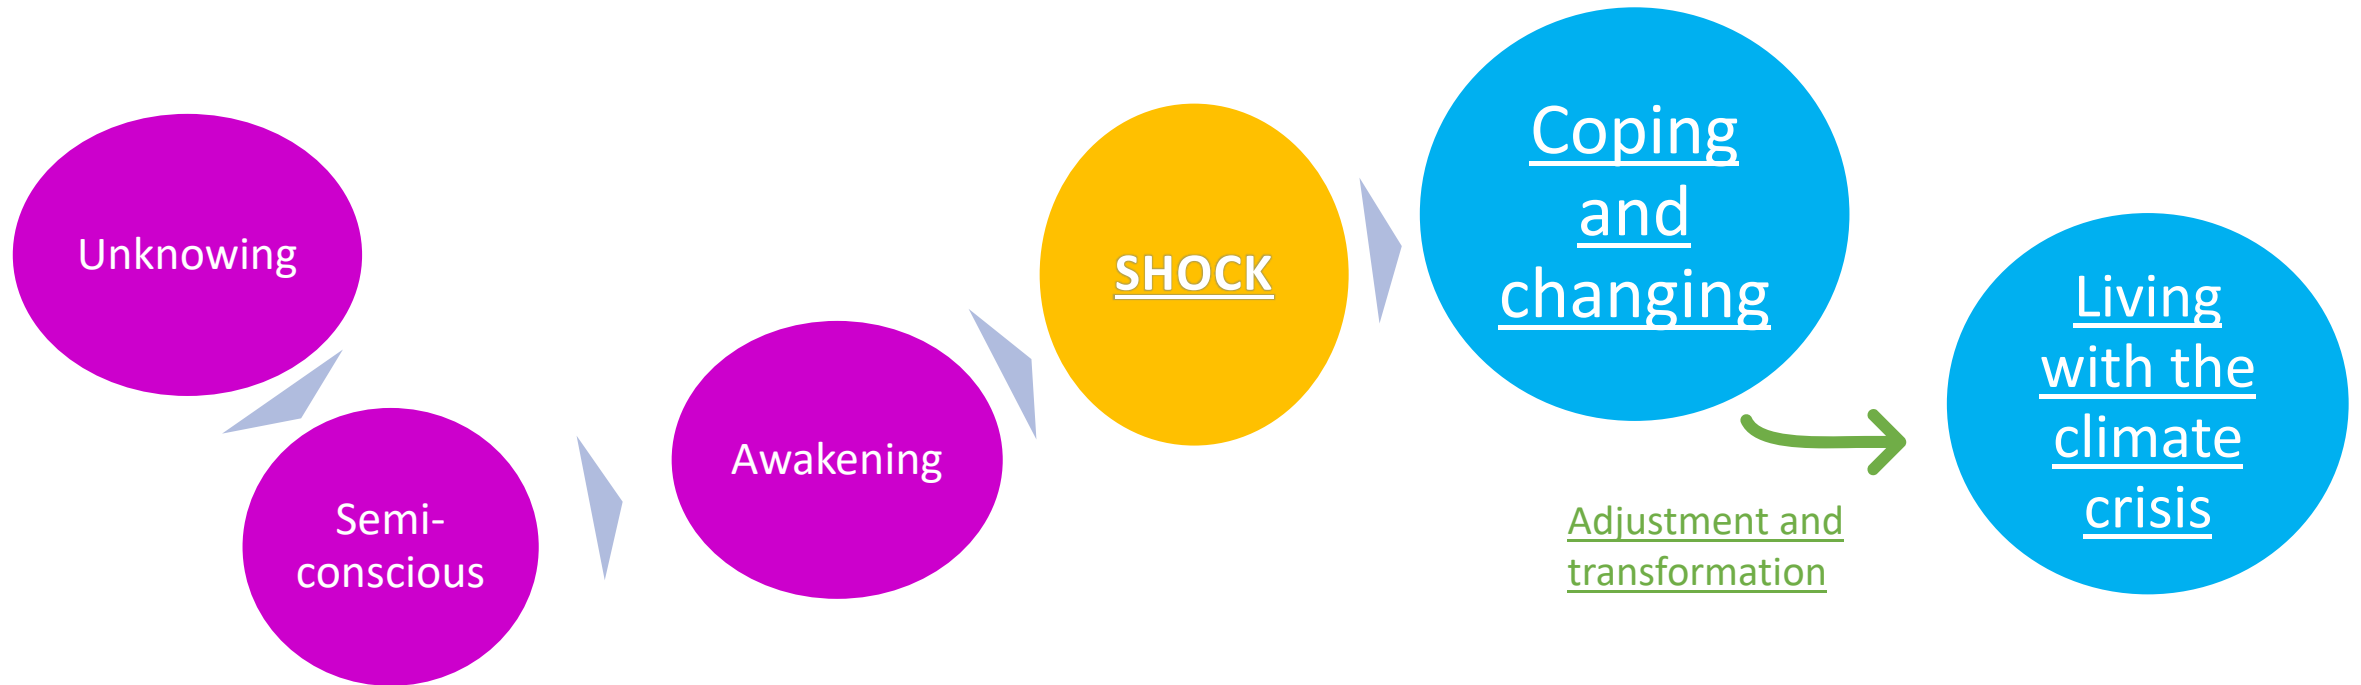 Unknowing
Semi-
conscious
Awakening
SHOCK
Coping
and
changing
Adjustment and
transformation
Living
with the
climate
crisis